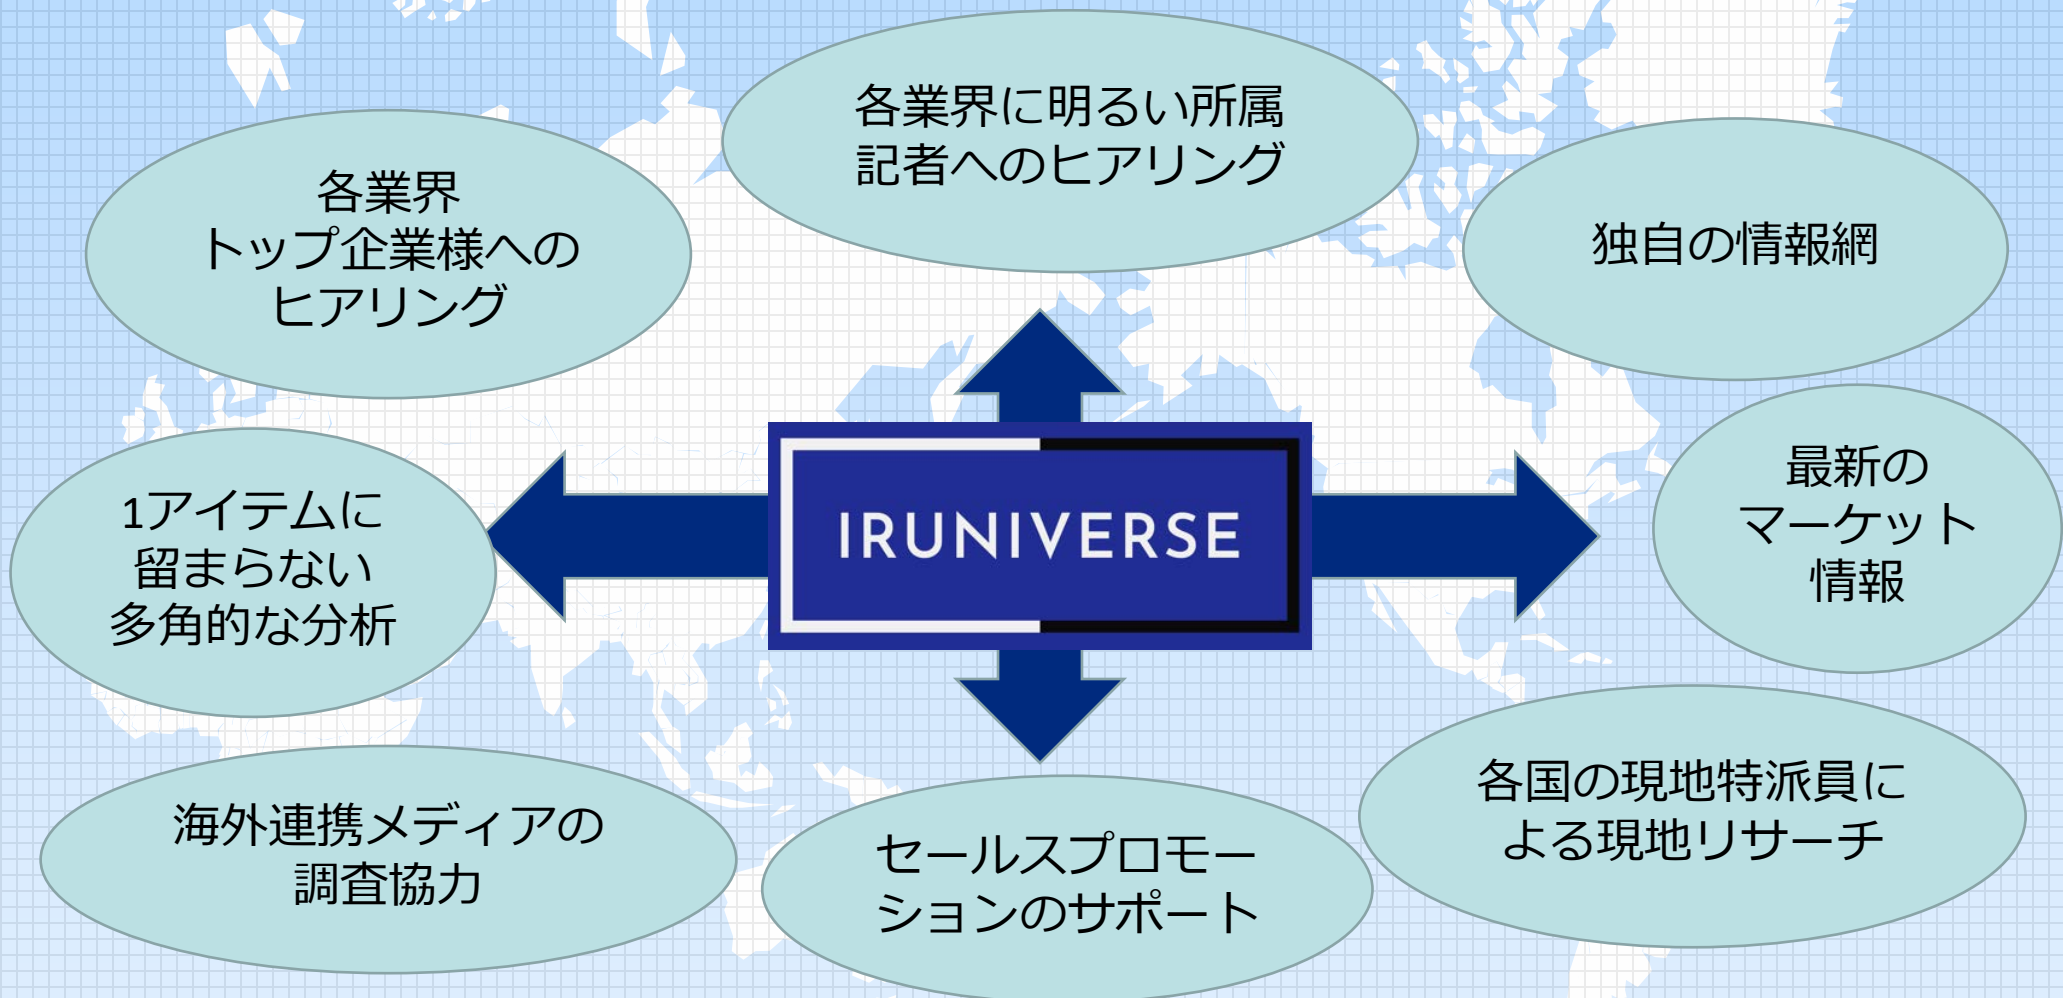 各業界に明るい所属
記者へのヒアリング
各業界
トップ企業様への
ヒアリング
独自の情報網
1アイテムに
留まらない
多角的な分析
IRUNIVERSE
最新の
マーケット
情報
海外連携メディアの
調査協力
セールスプロモー
ションのサポート
各国の現地特派員に
よる現地リサーチ